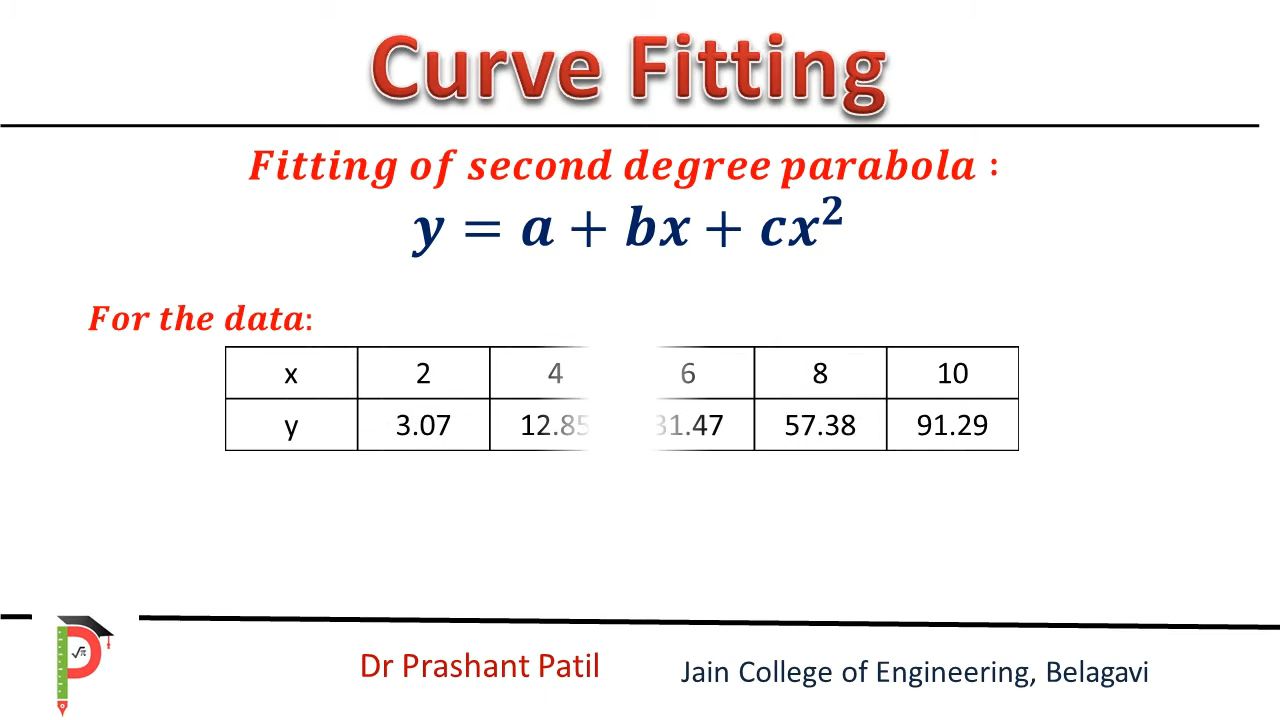 Curve Fitting
Fitting of second degree parabola :
y = a + bx + cx²
For the data:
x 2 4 6 8 10
y 3.07 12.85 31.47 57.38 91.29
√π
Dr Prashant Patil
Jain College of Engineering, Belagavi